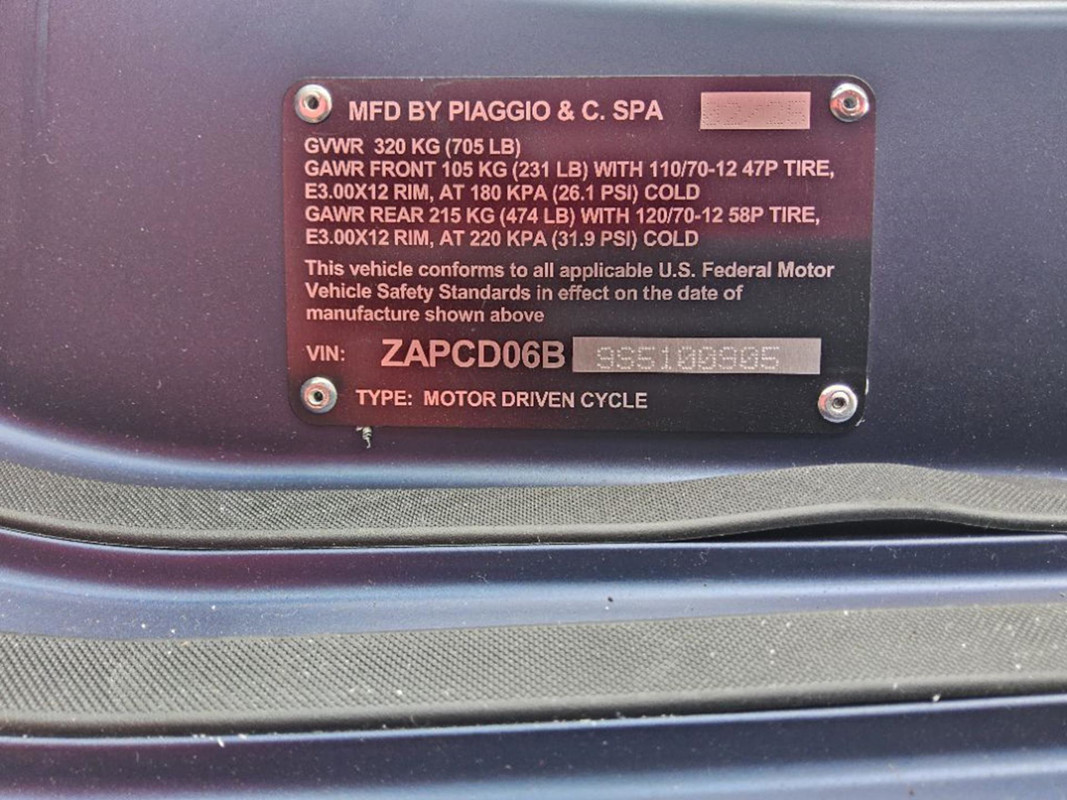 MFD BY PIAGGIO & C. SPA
GVWR 320 KG (705 LB)
GAWR FRONT 105 KG (231 LB) WITH 110/70-12 47P TIRE,
E3.00X12 RIM, AT 180 KPA (26.1 PSI) COLD
GAWR REAR 215 KG (474 LB) WITH 120/70-12 58P TIRE,
E3.00X12 RIM, AT 220 KPA (31.9 PSI) COLD
This vehicle conforms to all applicable U.S. Federal Motor
Vehicle Safety Standards in effect on the date of
manufacture shown above
VIN: ZAPCD06B 9S5100905
TYPE: MOTOR DRIVEN CYCLE